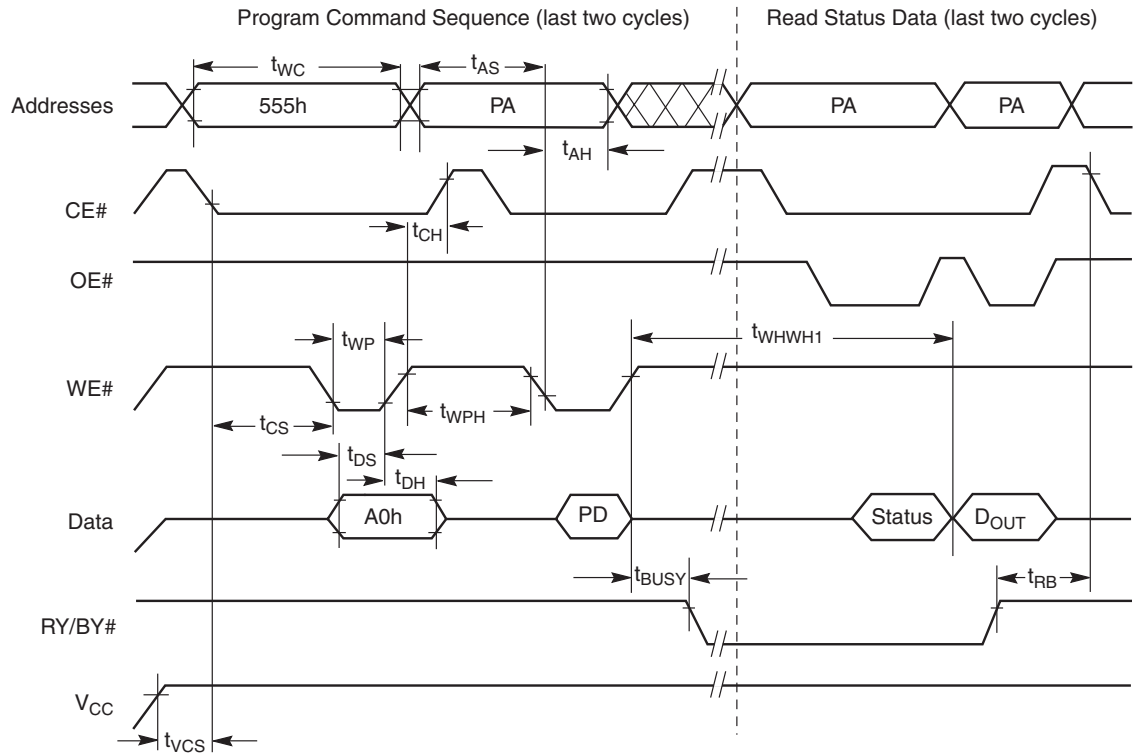 Program Command Sequence (last two cycles)
Read Status Data (last two cycles)
tWC
tAS
Addresses
555h
PA
PA
PA
tAH
CE#
tCH
OE#
tWP
tWHWH1
WE#
tCS
tWPH
tDS
tDH
Data
A0h
PD
Status
DOUT
tBUSY
tRB
RY/BY#
VCC
tVCS